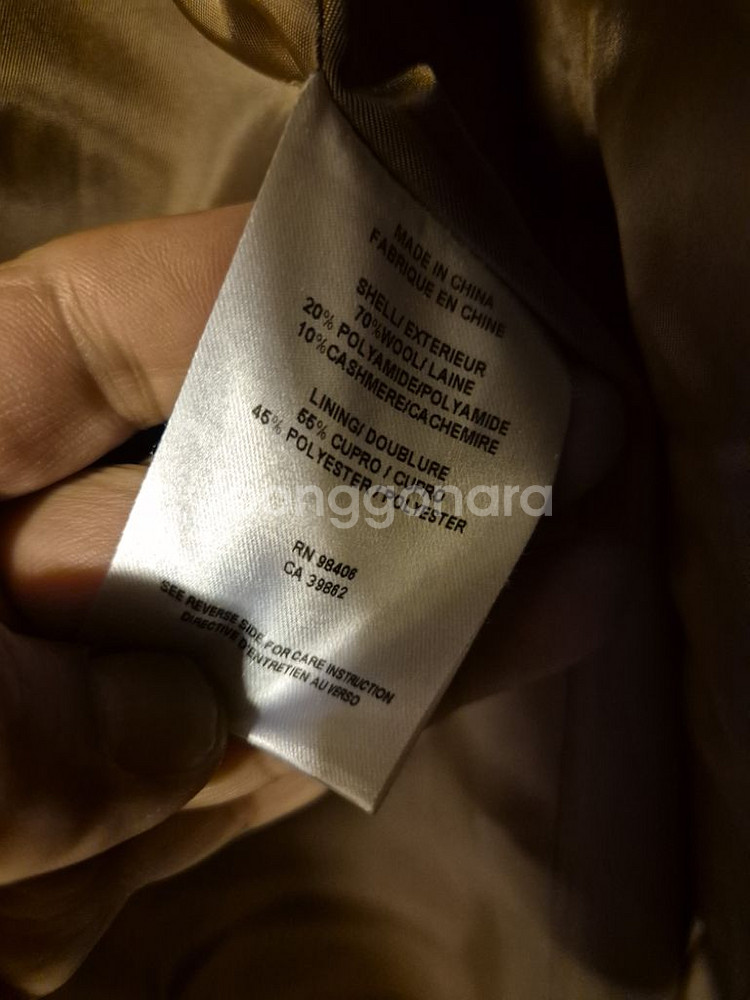 MADE IN CHINA
FABRIQUE EN CHINE
SHELL/ EXTERIEUR
70%WOOL/ LAINE
20% POLYAMIDE/POLYAMIDE
10%CASHMERE/CACHEMIRE
LINING/ DOUBLURE
55% CUPRO / CUPRO
45% POLYESTER / POLYESTER
RN 98406
CA 39862
SEE REVERSE SIDE FOR CARE INSTRUCTION
DIRECTIVE D'ENTRETIEN AU VERSO